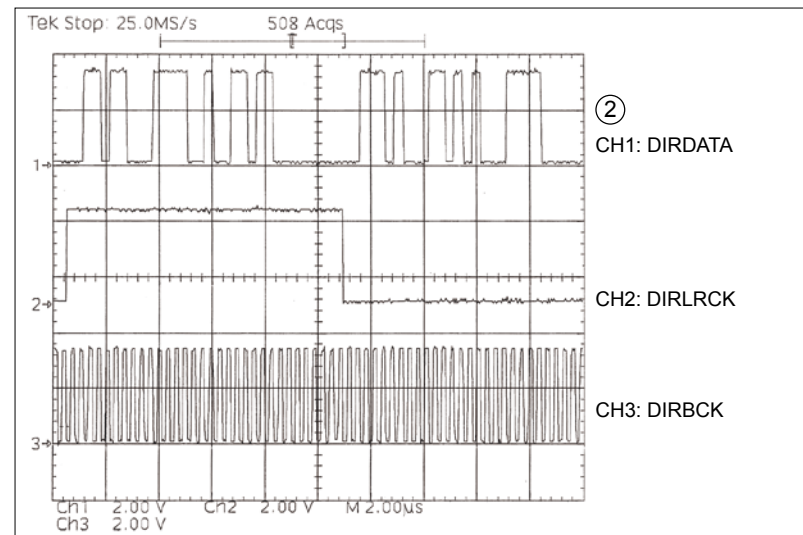 Tek Stop: 25.0MS/s 508 Acqs
②
CH1: DIRDATA
1
CH2: DIRLRCK
2
CH3: DIRBCK
3
Ch1 2.00 V Ch2 2.00 V M 2.00µs
Ch3 2.00 V